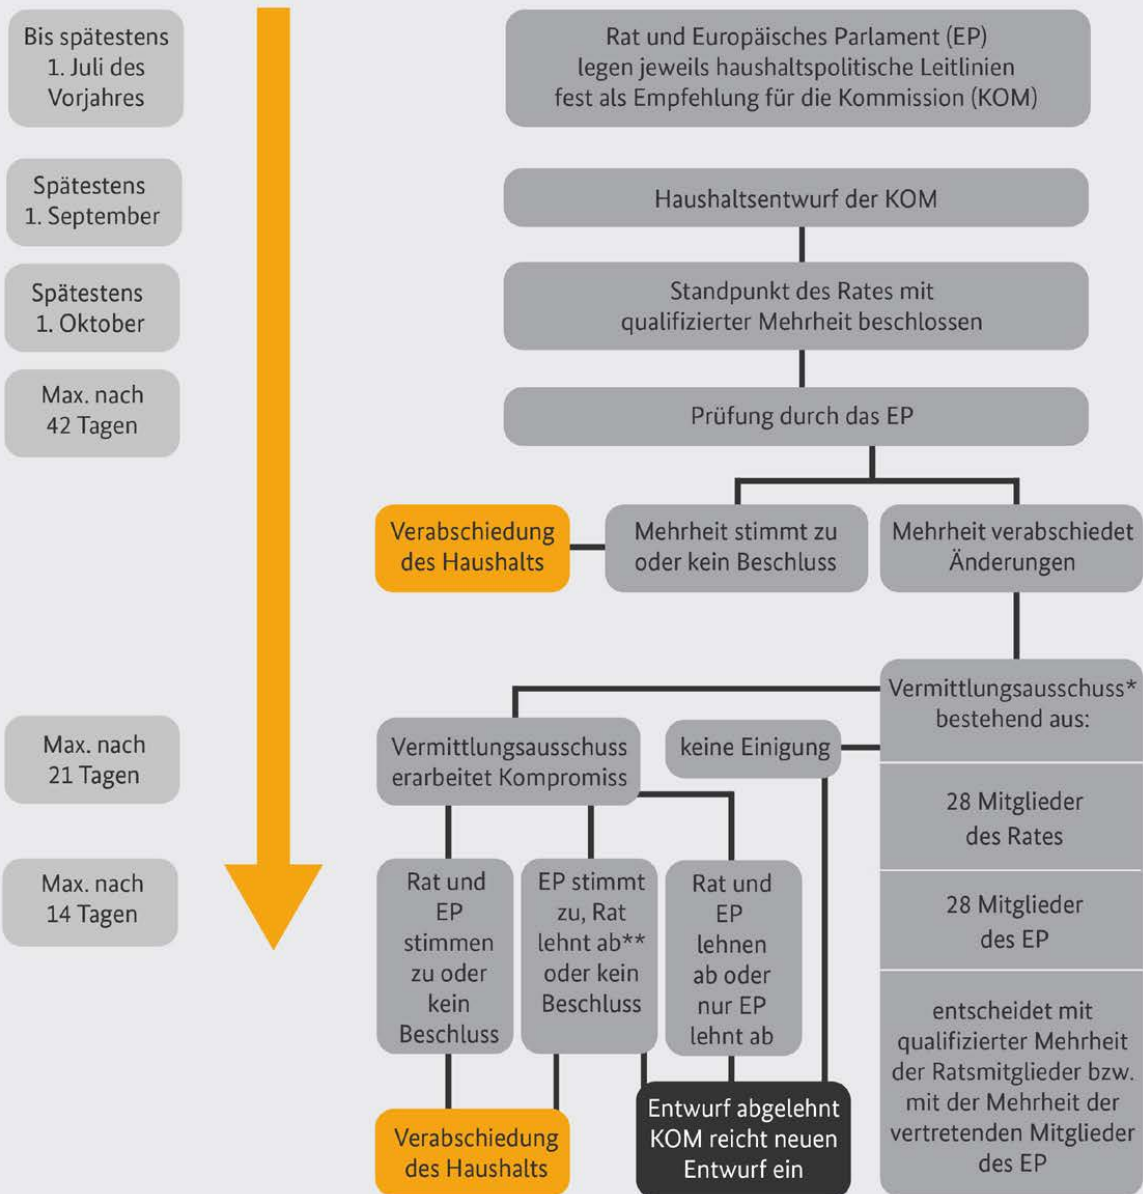 Bis spätestens
1. Juli des
Vorjahres
Rat und Europäisches Parlament (EP)
legen jeweils haushaltspolitische Leitlinien
fest als Empfehlung für die Kommission (KOM)
Spätestens
1. September
Haushaltsentwurf der KOM
Spätestens
1. Oktober
Standpunkt des Rates mit
qualifizierter Mehrheit beschlossen
Max. nach
42 Tagen
Prüfung durch das EP
Verabschiedung
des Haushalts
Mehrheit stimmt zu
oder kein Beschluss
Mehrheit verabschiedet
Änderungen
Max. nach
21 Tagen
Vermittlungsausschuss
erarbeitet Kompromiss
keine Einigung
Vermittlungsausschuss*
bestehend aus:
28 Mitglieder
des Rates
28 Mitglieder
des EP
entscheidet mit
qualifizierter Mehrheit
der Ratsmitglieder bzw.
mit der Mehrheit der
vertretenden Mitglieder
des EP
Max. nach
14 Tagen
Rat und
EP
stimmen
zu oder
kein
Beschluss
EP stimmt
zu, Rat
lehnt ab**
oder kein
Beschluss
Rat und
EP
lehnen
ab oder
nur EP
lehnt ab
Verabschiedung
des Haushalts
Entwurf abgelehnt
KOM reicht neuen
Entwurf ein